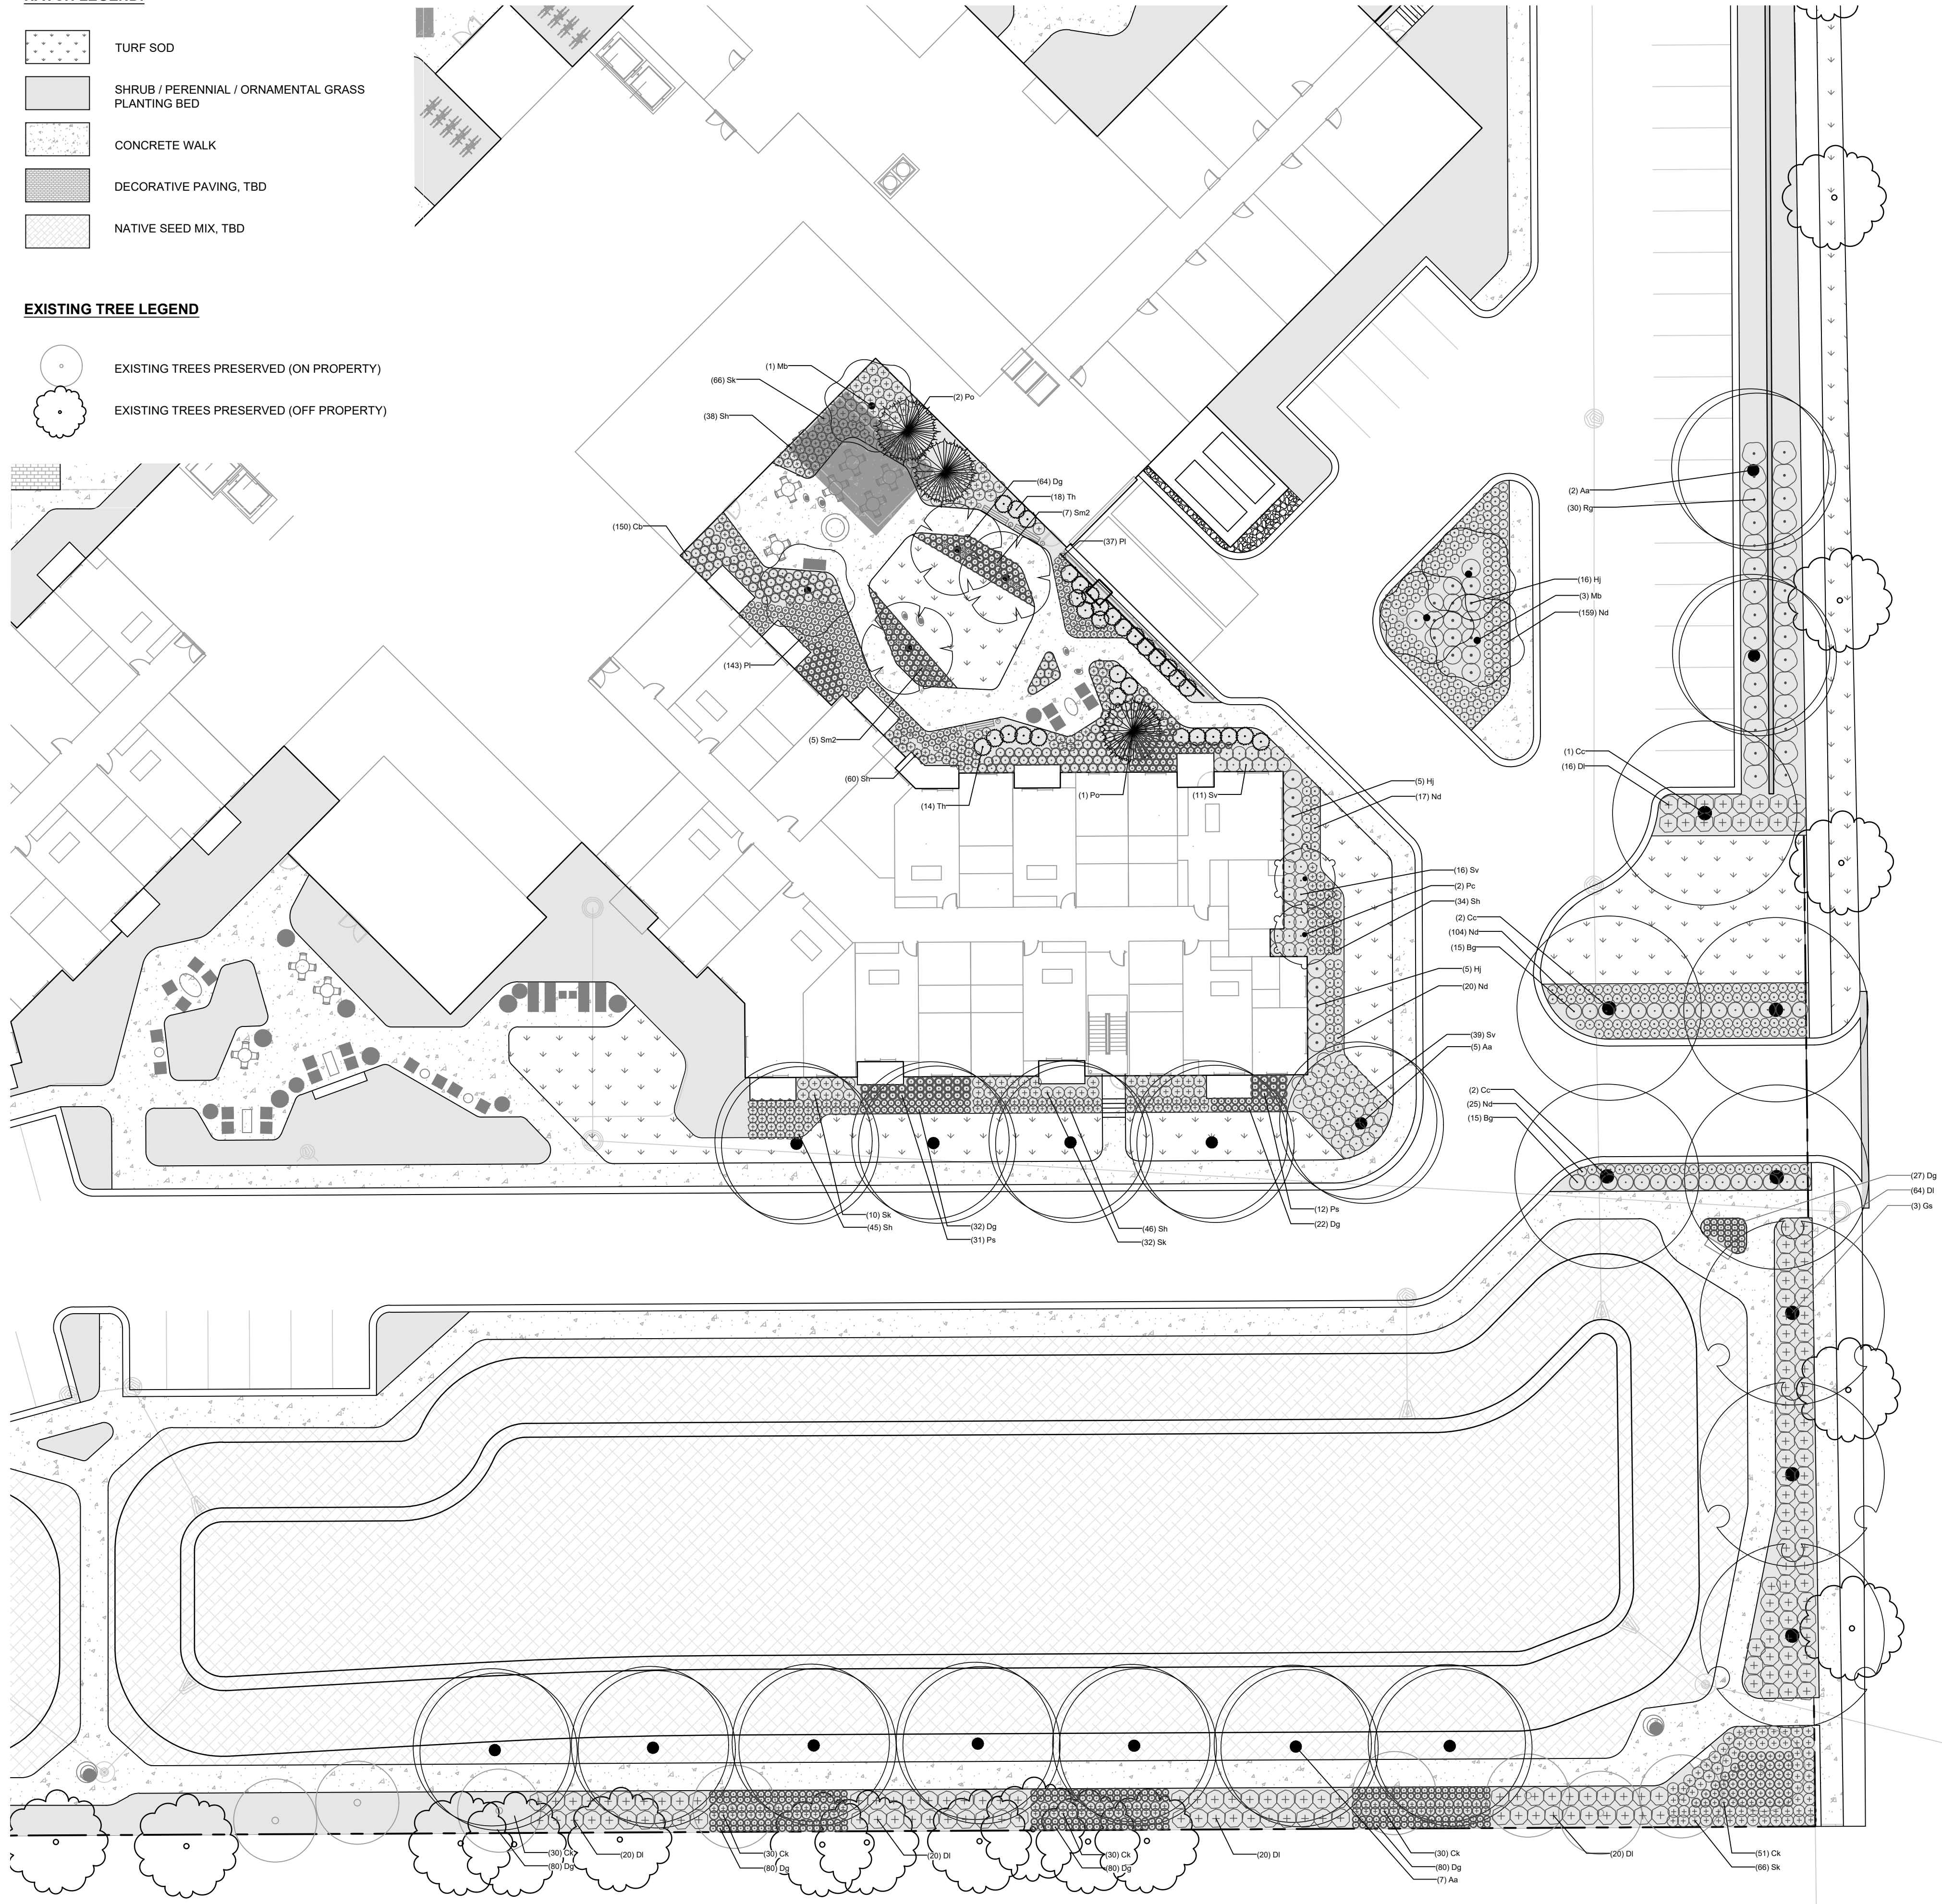 HATCH LEGEND:
TURF SOD
SHRUB / PERENNIAL / ORNAMENTAL GRASS
PLANTING BED
CONCRETE WALK
DECORATIVE PAVING, TBD
NATIVE SEED MIX, TBD
EXISTING TREE LEGEND
EXISTING TREES PRESERVED (ON PROPERTY)
EXISTING TREES PRESERVED (OFF PROPERTY)
(1) Mb
(66) Sk
(2) Po
(38) Sh
(64) Dg
(18) Th
(7) Sm2
(150) Cb
(37) Pl
(143) Pl
(5) Sm2
(60) Sh
(14) Th
(1) Po
(11) Sv
(2) Aa
(30) Rg
(16) Hj
(3) Mb
(159) Nd
(1) Cc
(16) Dl
(5) Hj
(17) Nd
(16) Sv
(2) Pc
(34) Sh
(2) Cc
(104) Nd
(15) Bg
(5) Hj
(20) Nd
(39) Sv
(5) Aa
(2) Cc
(25) Nd
(15) Bg
(27) Dg
(64) Dl
(3) Gs
(10) Sk
(45) Sh
(32) Dg
(31) Ps
(46) Sh
(32) Sk
(12) Ps
(22) Dg
(30) Ck
(80) Dg
(20) Dl
(30) Ck
(80) Dg
(20) Dl
(30) Ck
(80) Dg
(20) Dl
(30) Ck
(80) Dg
(7) Aa
(20) Dl
(51) Ck
(66) Sk